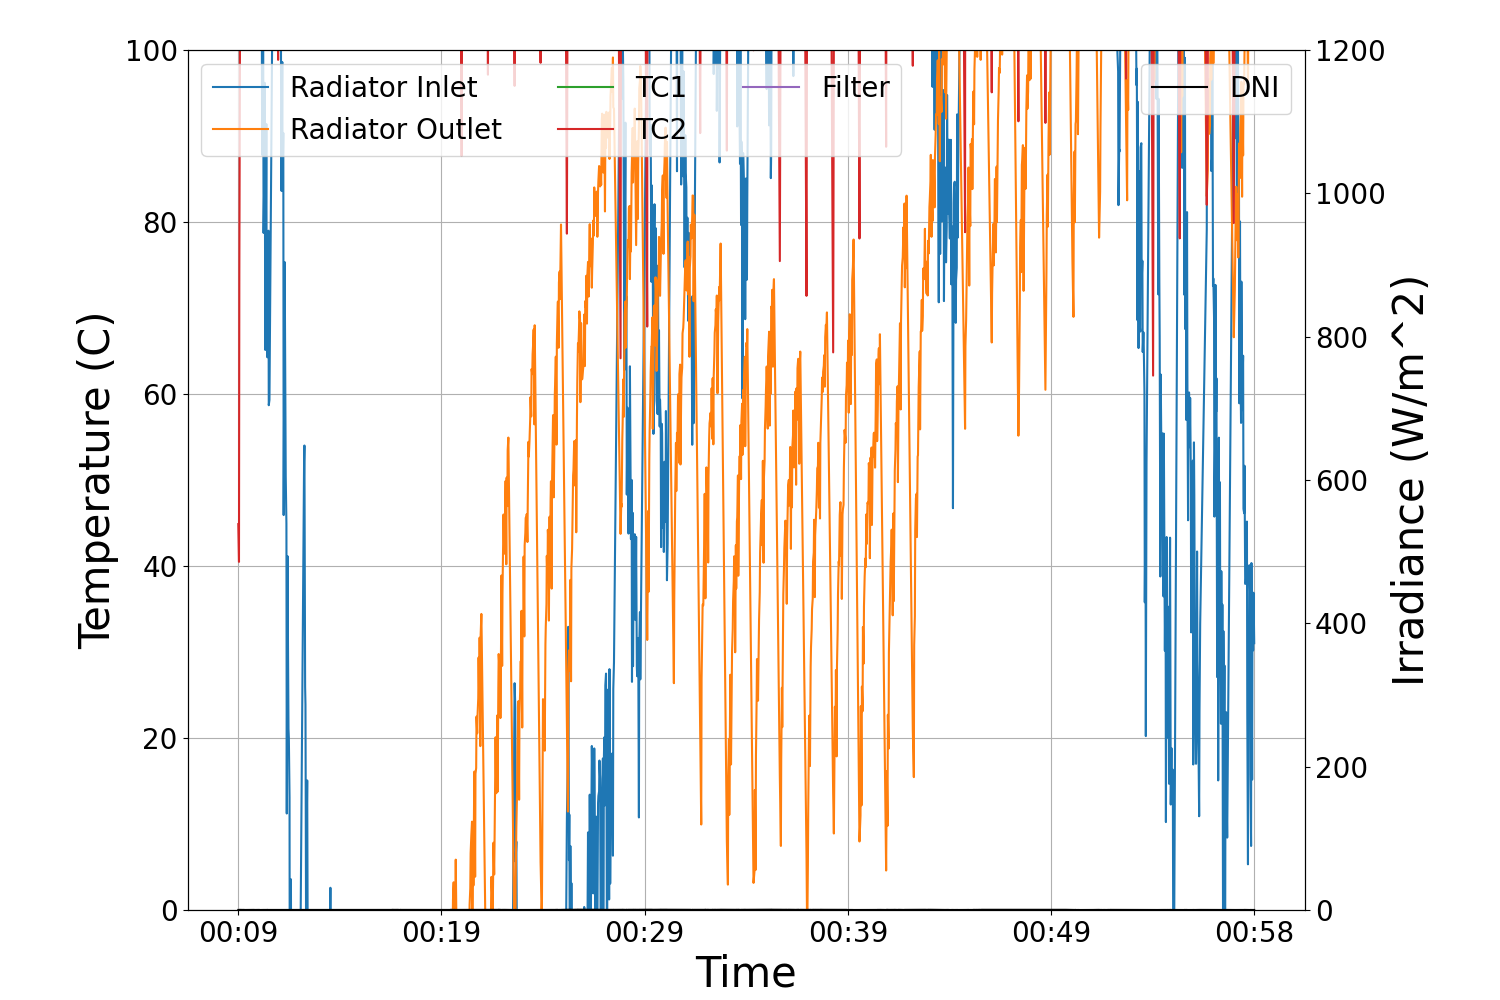 100
80
60
40
20
0
Temperature (C)
Radiator Inlet
Radiator Outlet
TC1
TC2
Filter
DNI
1200
1000
800
600
400
200
0
Irradiance (W/m^2)
00:09 00:19 00:29 00:39 00:49 00:58
Time